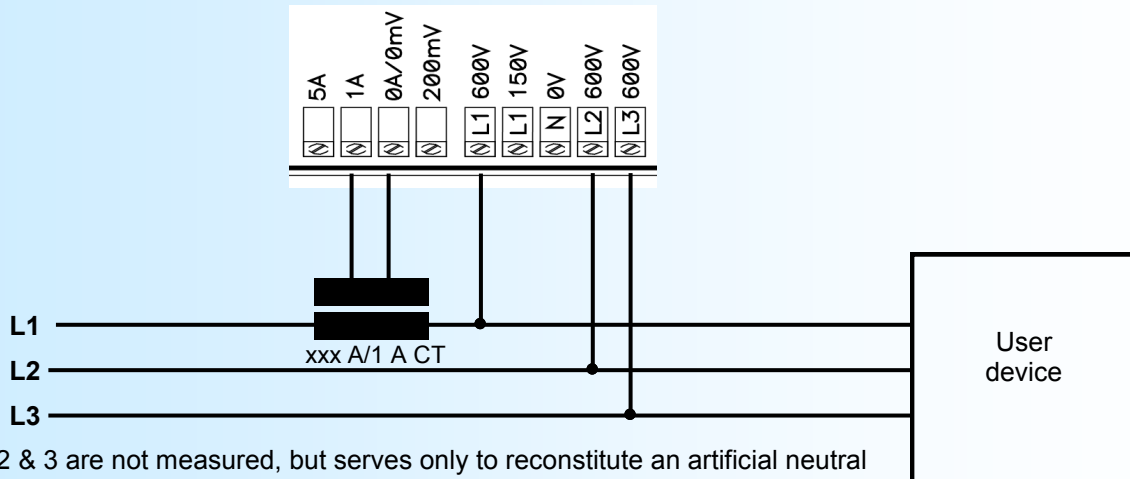 5A
1A
0A/0mV
200mV
600V
150V
0V
600V
600V
L1
L1
N
L2
L3
L1
xxx A/1 A CT
L2
L3
User
device
2 & 3 are not measured, but serves only to reconstitute an artificial neutral